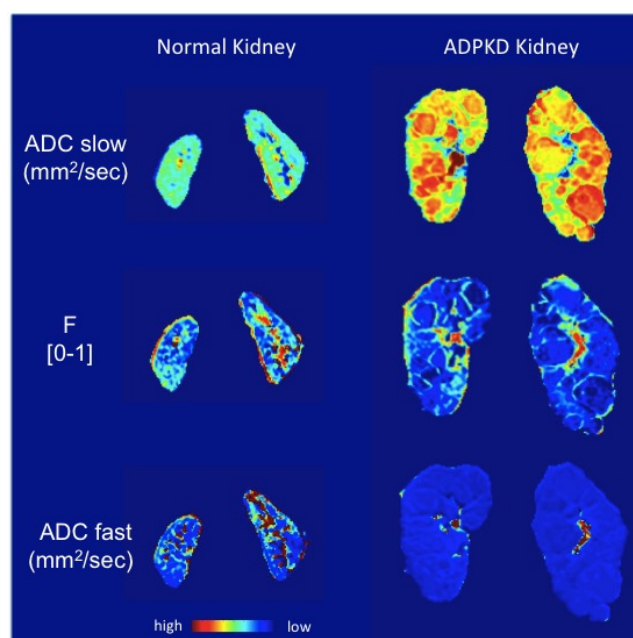 Normal Kidney
ADPKD Kidney
ADC slow
(mm²/sec)
F
[0-1]
ADC fast
(mm²/sec)
high
low